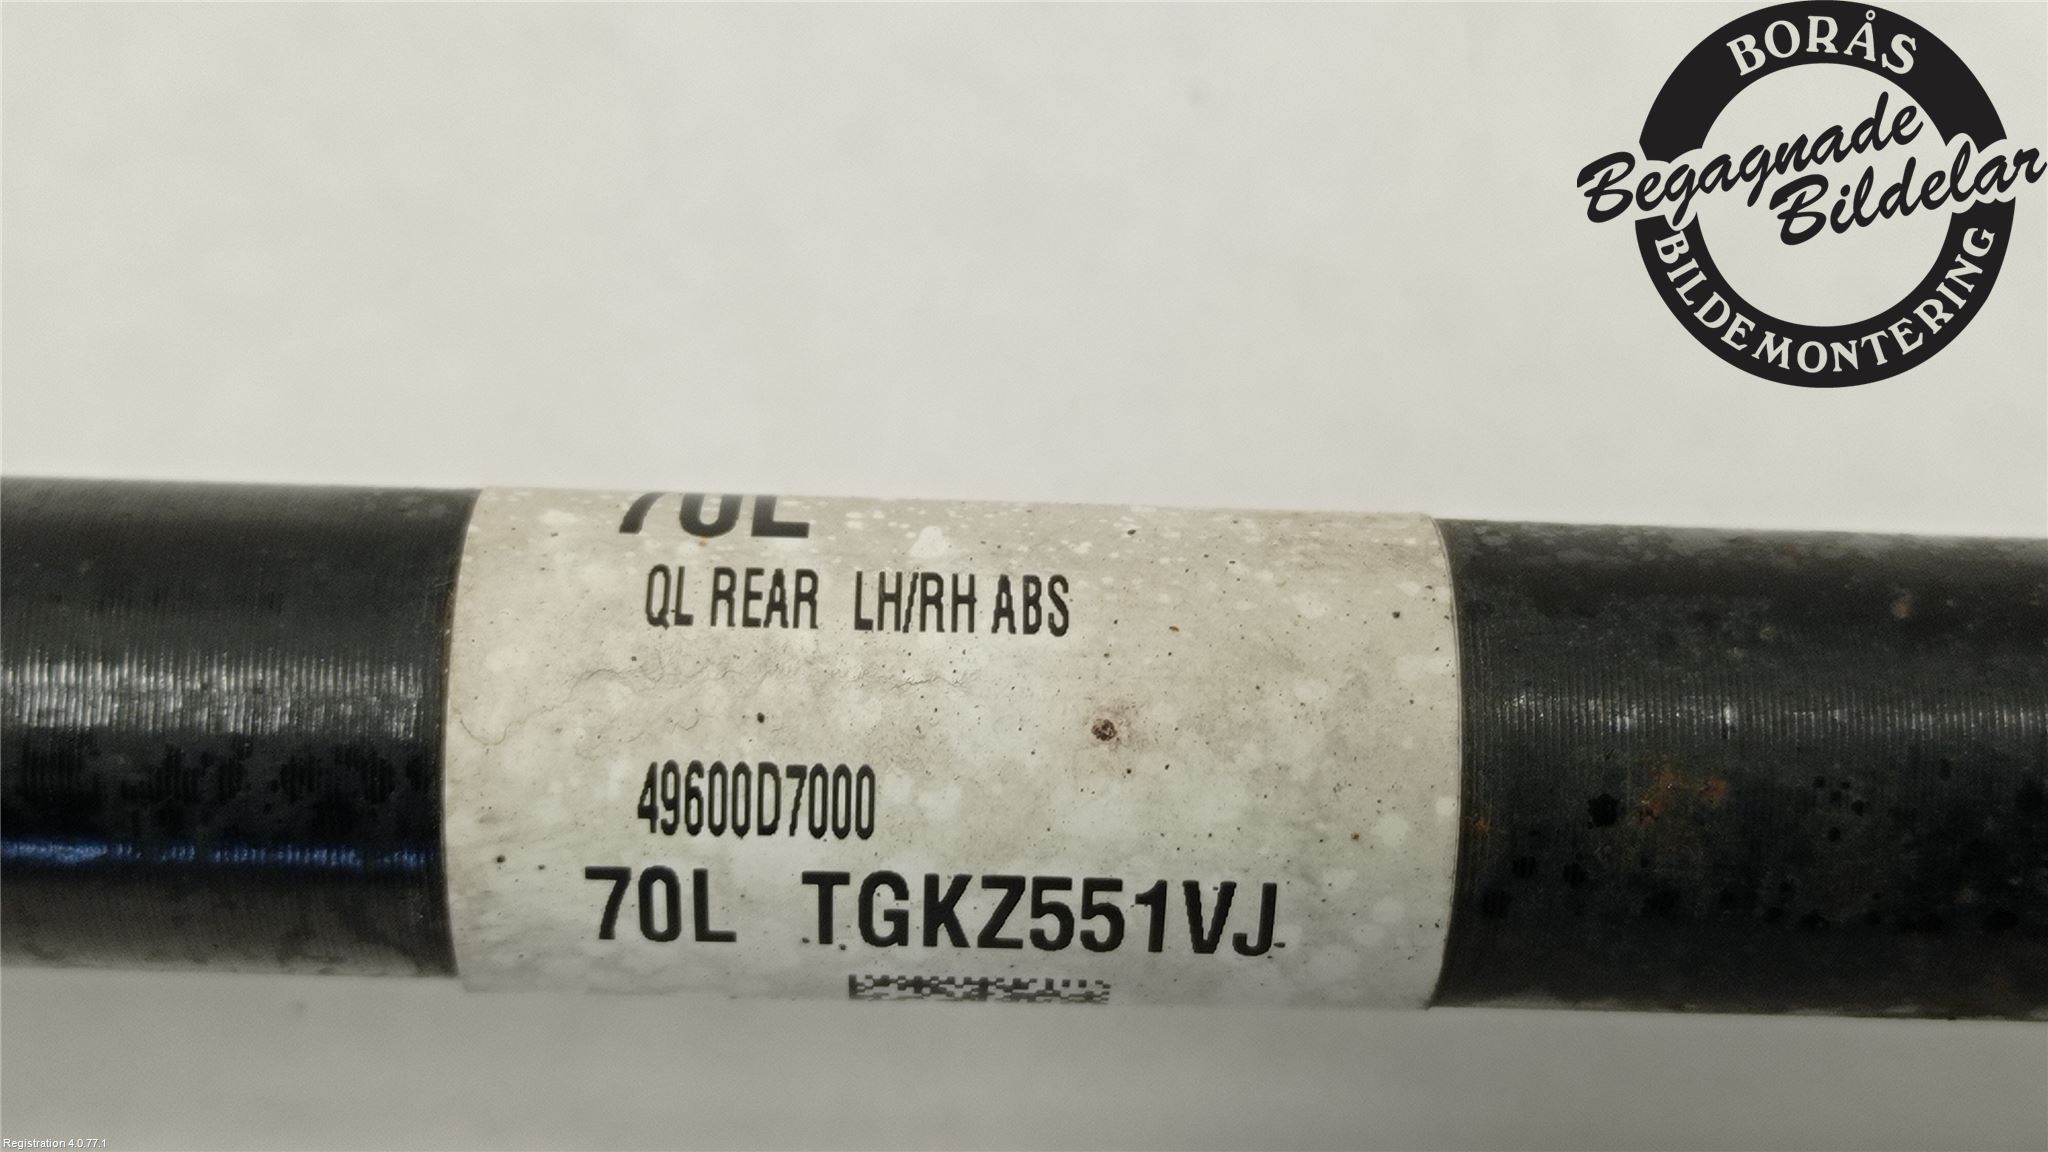 BORÅS
Begagnade
Bildelar
BILDEMONTERING
70L
QL REAR LH/RH ABS
49600D7000
70L TGKZ551VJ
Registration 4.0.77.1